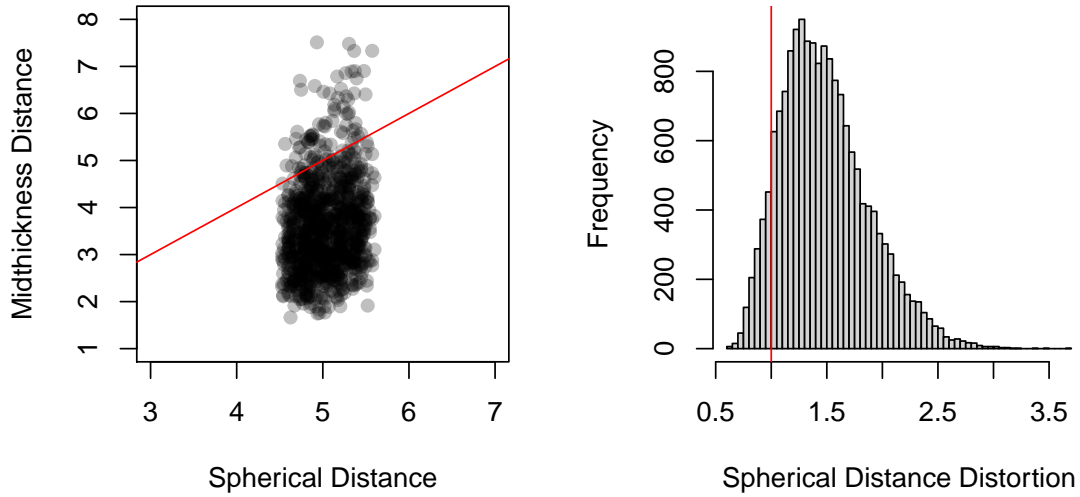 Midthickness Distance
8
7
6
5
4
3
2
1
3 4 5 6 7
Spherical Distance
Frequency
800
600
400
200
0
0.5 1.5 2.5 3.5
Spherical Distance Distortion